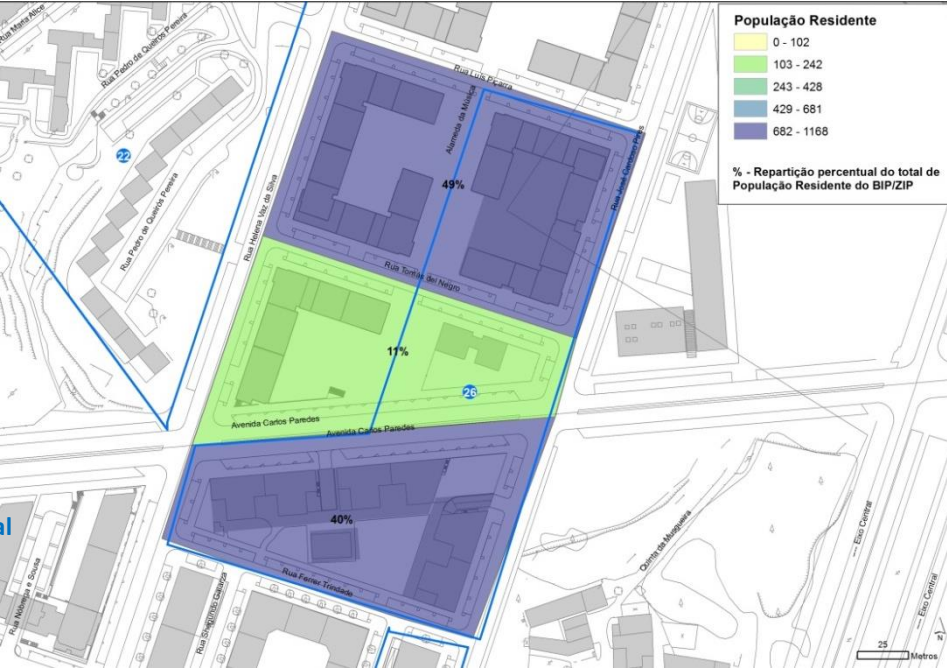 População Residente
0 - 102
103 - 242
243 - 428
429 - 681
682 - 1168
% - Repartição percentual do total de
População Residente do BIP/ZIP
Rua Maria Alice
Rua Pedro de Queirós Pereira
Rua Pedro de Queirós Pereira
22
Rua Luís Piçarra
Alameda da Música
Rua José Cardoso Pires
49%
Rua Helena Vaz da Silva
Rua Tomás del Negro
11%
26
Avenida Carlos Paredes
Avenida Carlos Paredes
40%
al
Rua Nóbrega e Sousa
Rua Shegundo Galarza
Rua Ferrer Trindade
Quinta da Musgueira
Eixo Central
Eixo Central
N
25
Metros